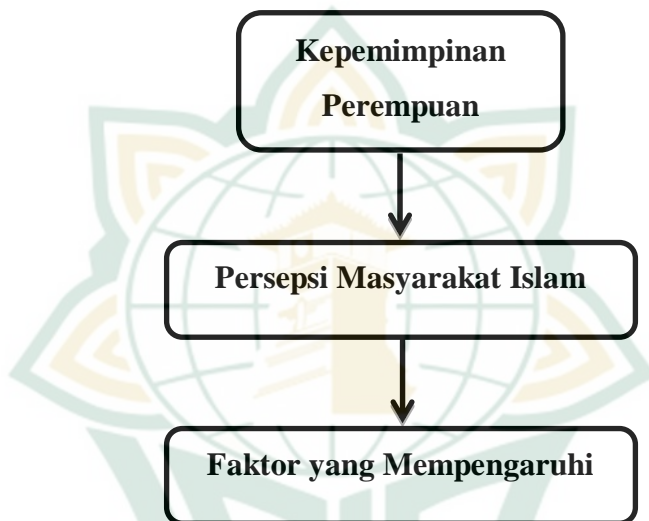 Kepemimpinan
Perempuan
Persepsi Masyarakat Islam
Faktor yang Mempengaruhi